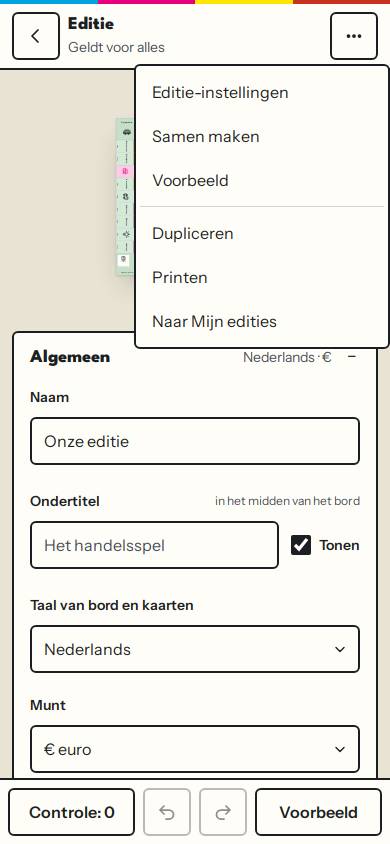 Editie
Geldt voor alles
Editie-instellingen
Samen maken
Voorbeeld
Dupliceren
Printen
Naar Mijn edities
Algemeen
Nederlands · € −
Naam
Onze editie
Ondertitel
in het midden van het bord
Het handelsspel
Tonen
Taal van bord en kaarten
Nederlands
Munt
€ euro
Controle: 0
Voorbeeld